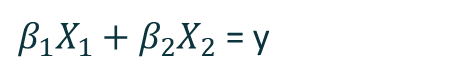 β₁X₁ + β₂X₂ = y